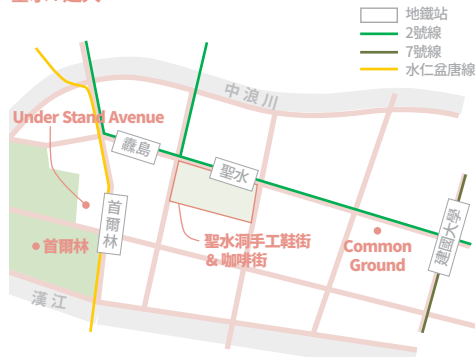 地鐵站
2號線
7號線
水仁盆唐線
中浪川
Under Stand Avenue
纛島
聖水
首爾林
建國大學
聖水洞手工鞋街
& 咖啡街
Common
Ground
首爾林
漢江